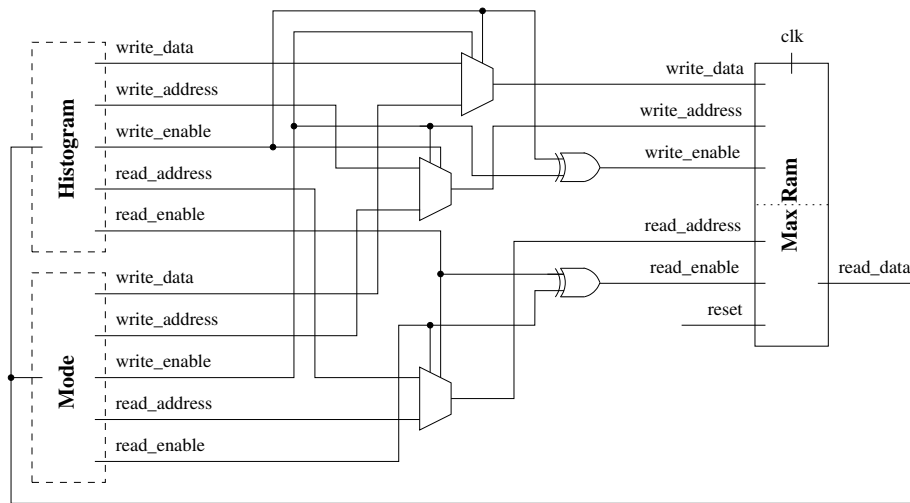 clk
write_data
write_address
write_enable
read_address
read_enable
Histogram
write_data
write_address
write_enable
read_address
read_enable
Mode
write_data
write_address
write_enable
read_address
read_enable
reset
Max Ram
read_data